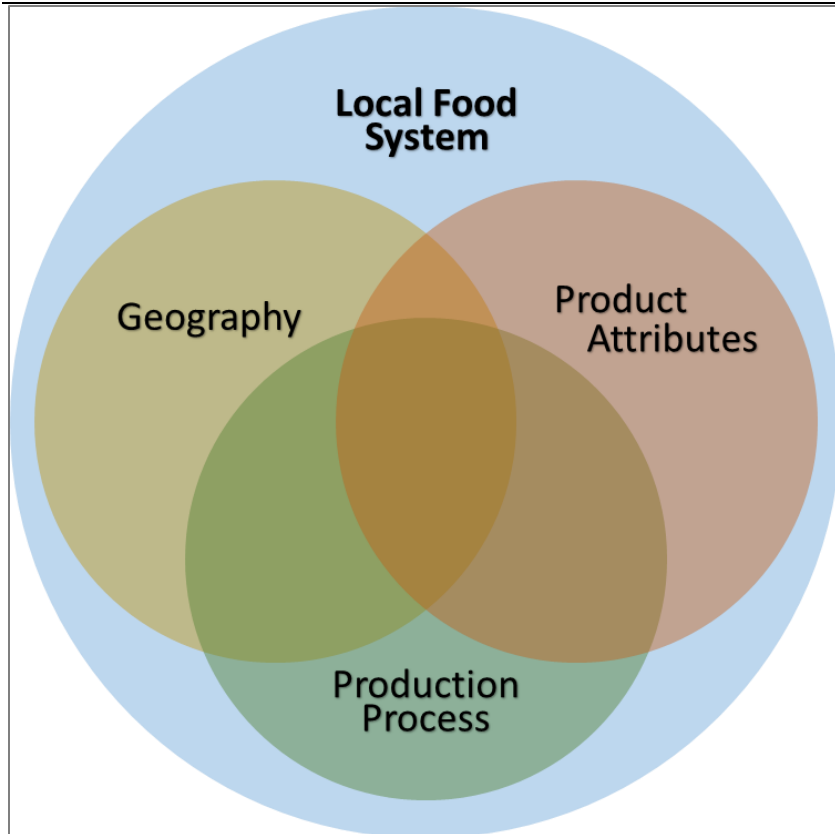 Local Food
System
Geography
Product
Attributes
Production
Process